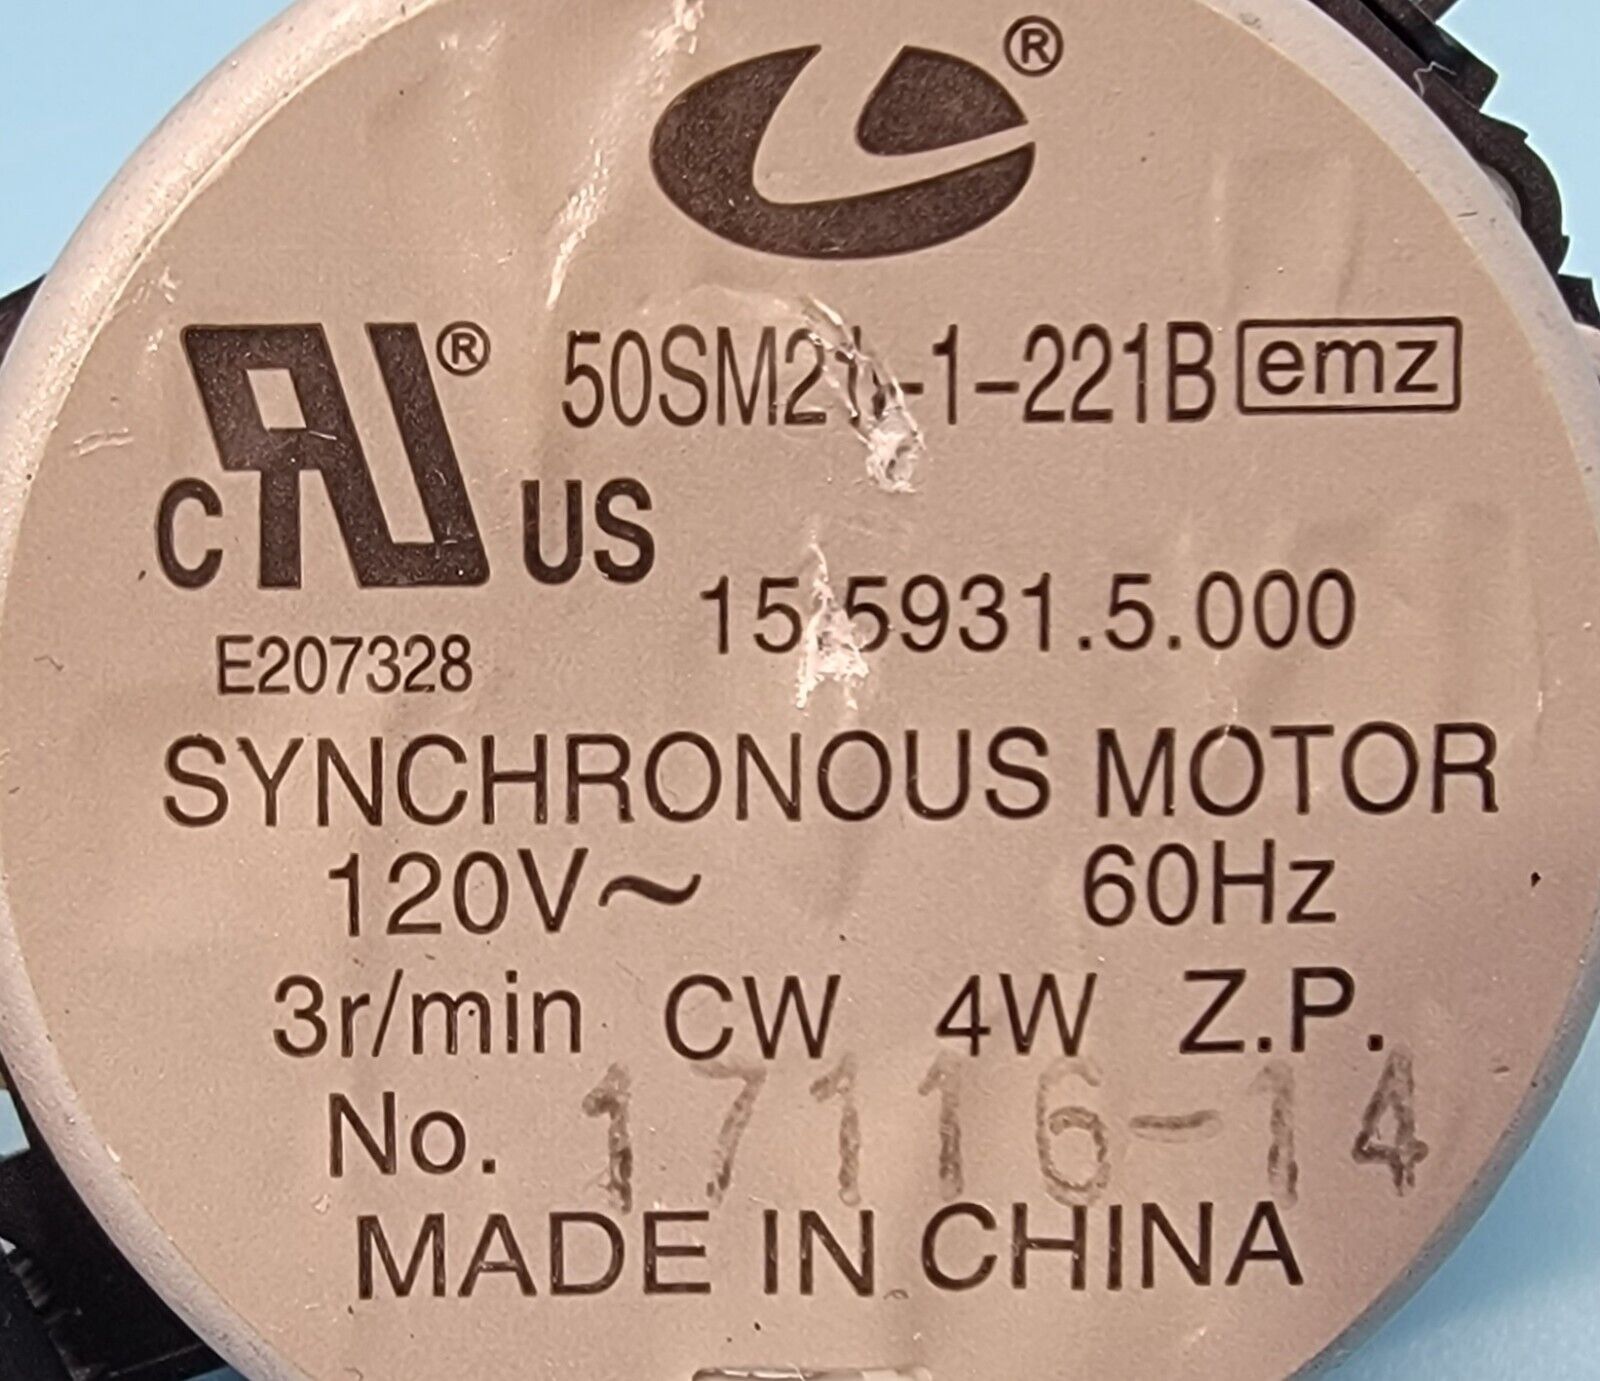 ®
® 50SM21-1-221B emz
C US
15.5931.5.000
E207328
SYNCHRONOUS MOTOR
120V~ 60Hz
3r/min CW 4W Z.P.
No. 17116-14
MADE IN CHINA